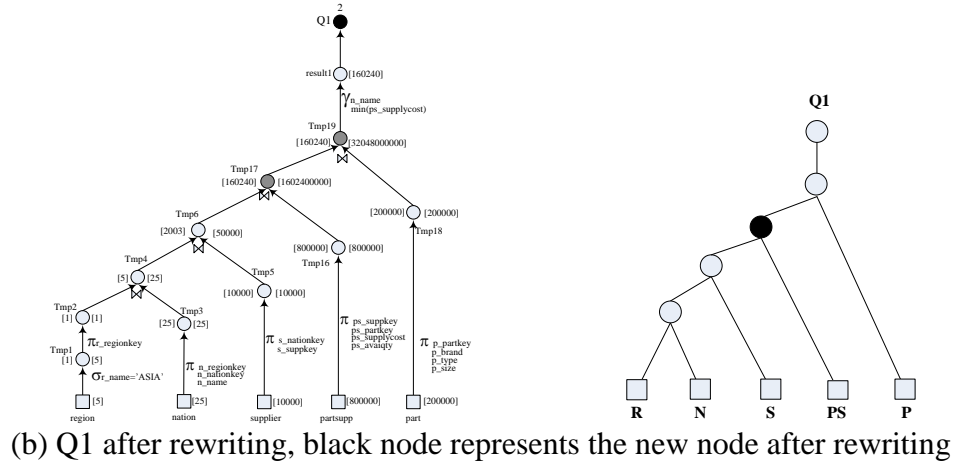 2
Q1
result1 [160240]
γ n_name
min(ps_supplycost)
Tmp19
[160240] [32048000000]
⋈
Tmp17
[160240] [1602400000]
⋈
Tmp6
[2003] [50000]
⋈
[200000] [200000]
Tmp18
[800000] [800000]
Tmp16
Tmp4
[5] [25]
⋈
Tmp5
[10000] [10000]
Tmp2
[1] [1]
Tmp3
[25] [25]
π r_regionkey
Tmp1
[1] [5]
σ r_name='ASIA'
π n_regionkey
n_nationkey
n_name
π s_nationkey
s_suppkey
π ps_suppkey
ps_partkey
ps_supplycost
ps_avaiqty
π p_partkey
p_brand
p_type
p_size
[5] [25] [10000] [800000] [200000]
region nation supplier partsupp part
Q1
R N S PS P
(b) Q1 after rewriting, black node represents the new node after rewriting